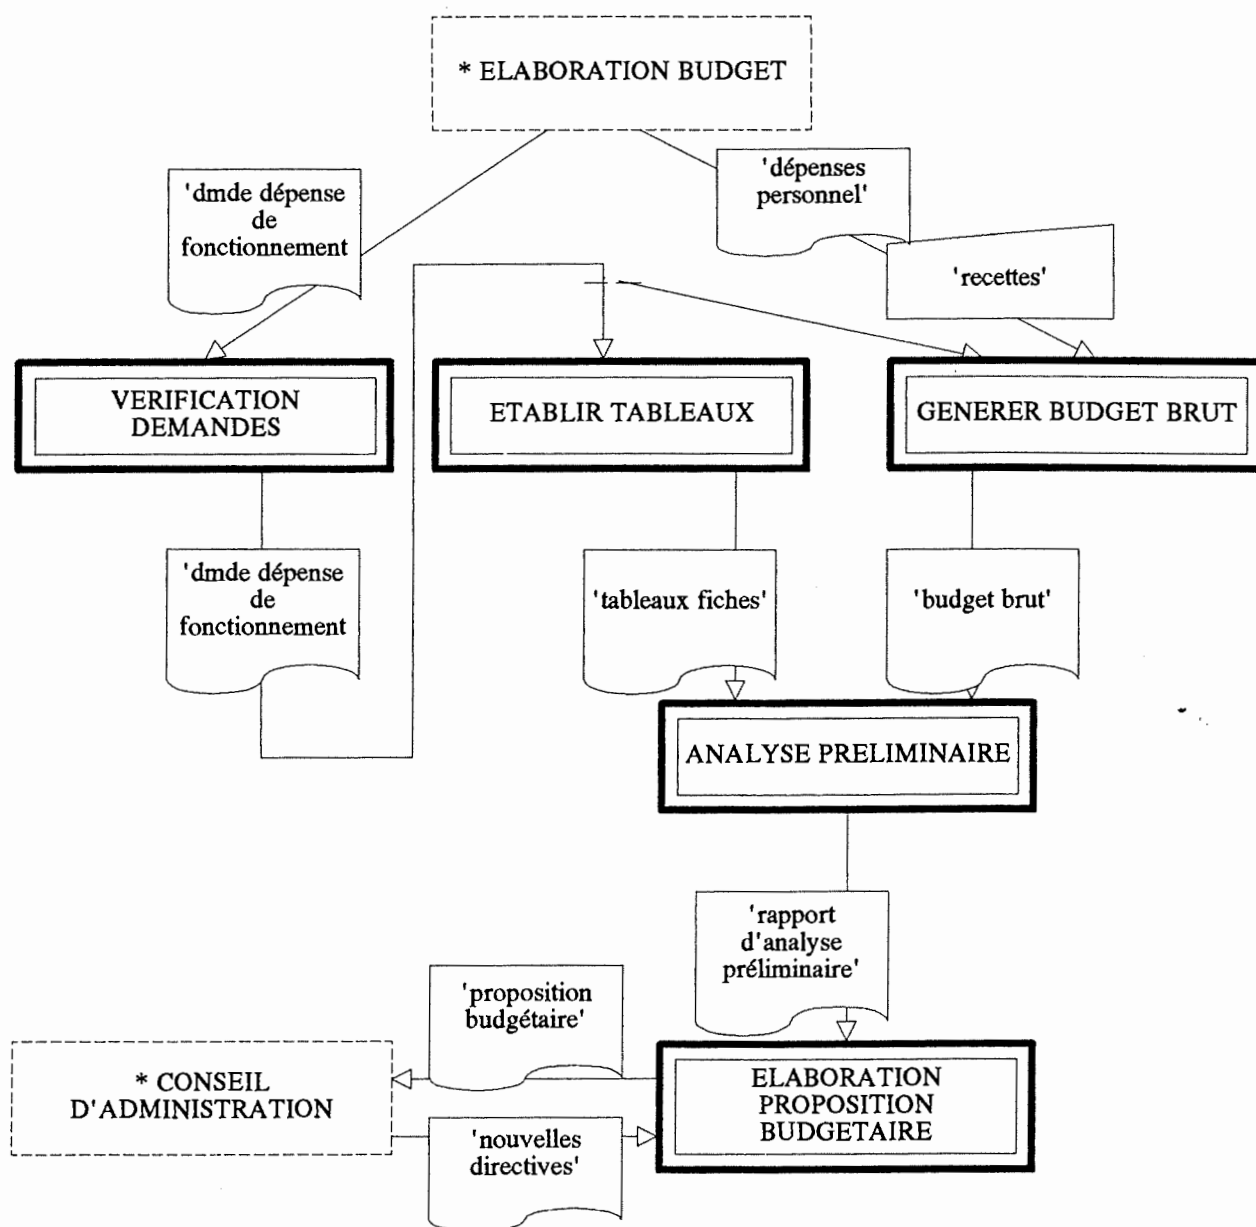 * ELABORATION BUDGET
'dmde dépense
de
fonctionnement
'dépenses
personnel'
'recettes'
VERIFICATION
DEMANDES
ETABLIR TABLEAUX
GENERER BUDGET BRUT
'dmde dépense
de
fonctionnement
'tableaux fiches'
'budget brut'
ANALYSE PRELIMINAIRE
'rapport
d'analyse
préliminaire'
'proposition
budgétaire'
* CONSEIL
D'ADMINISTRATION
ELABORATION
PROPOSITION
BUDGETAIRE
'nouvelles
directives'